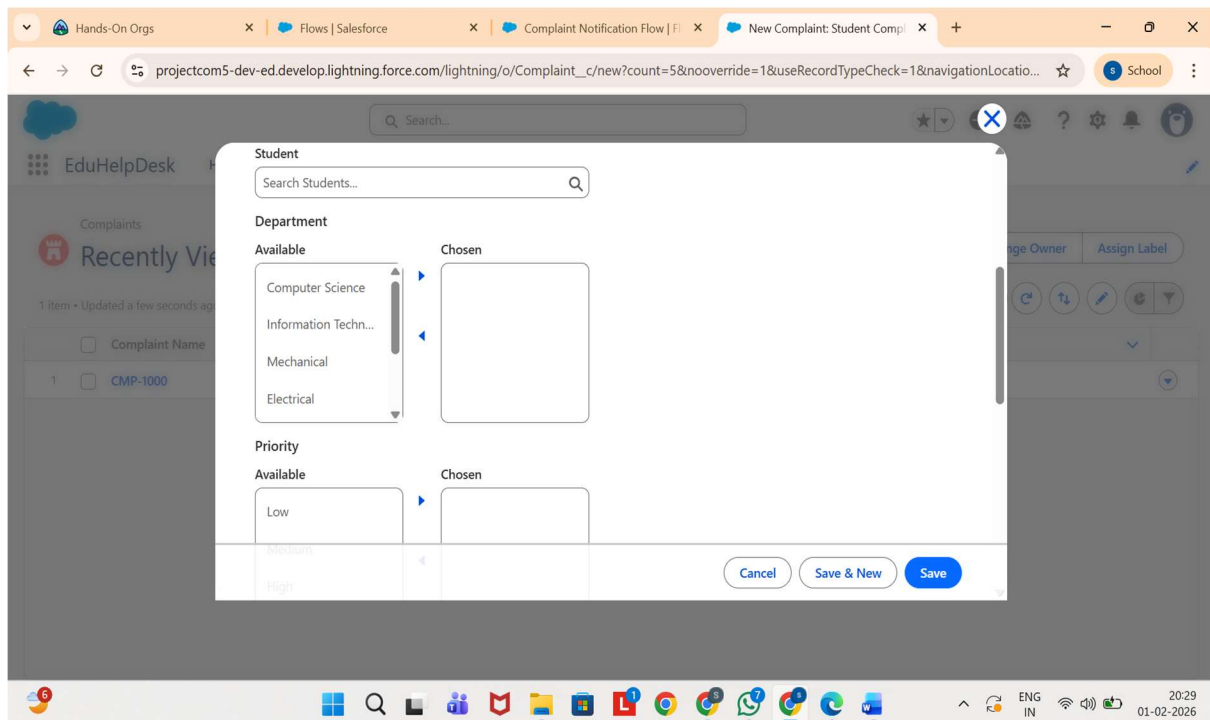 Hands-On Orgs
Flows | Salesforce
Complaint Notification Flow | Fl
New Complaint: Student Compl
projectcom5-dev-ed.develop.lightning.force.com/lightning/o/Complaint__c/new?count=5&nooverride=1&useRecordTypeCheck=1&navigationLocatio...
S School
Search...
EduHelpDesk
Complaints
Recently Vie
nge Owner
Assign Label
1 item • Updated a few seconds ag
Complaint Name
1 CMP-1000
Student
Search Students...
Department
Available Chosen
Computer Science
Information Techn...
Mechanical
Electrical
Priority
Available Chosen
Low
Medium
High
Cancel Save & New Save
6
1
S
7
S
ENG
IN
20:29
01-02-2026